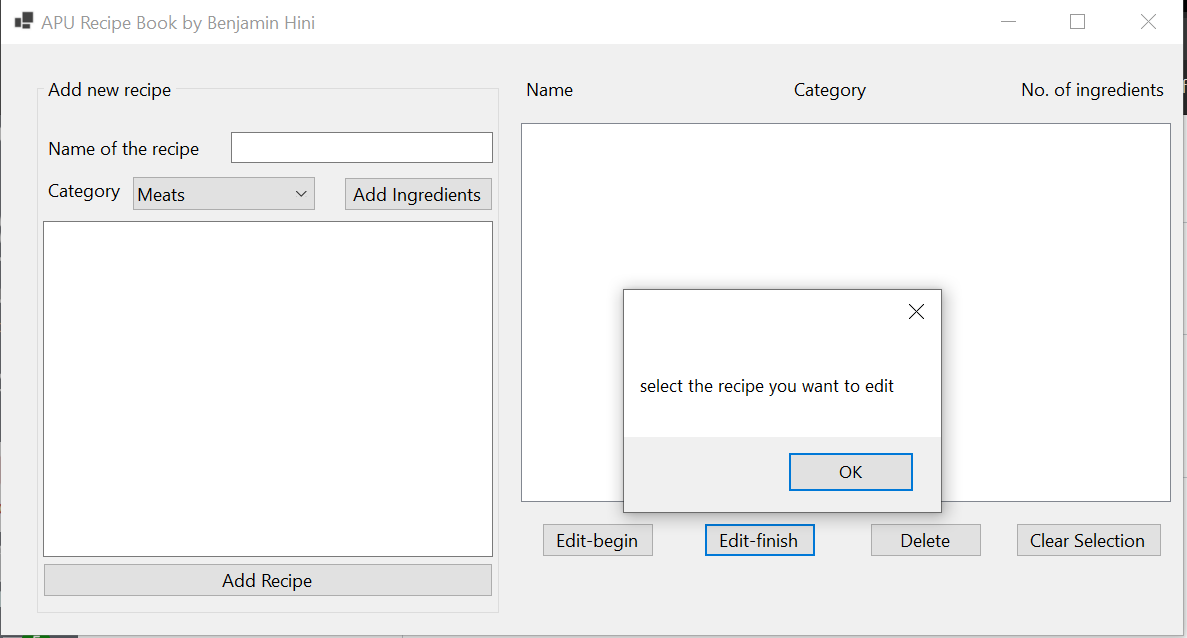 APU Recipe Book by Benjamin Hini
Add new recipe
Name of the recipe
Category Meats Add Ingredients
Add Recipe
Name Category No. of ingredients
select the recipe you want to edit
OK
Edit-begin Edit-finish Delete Clear Selection